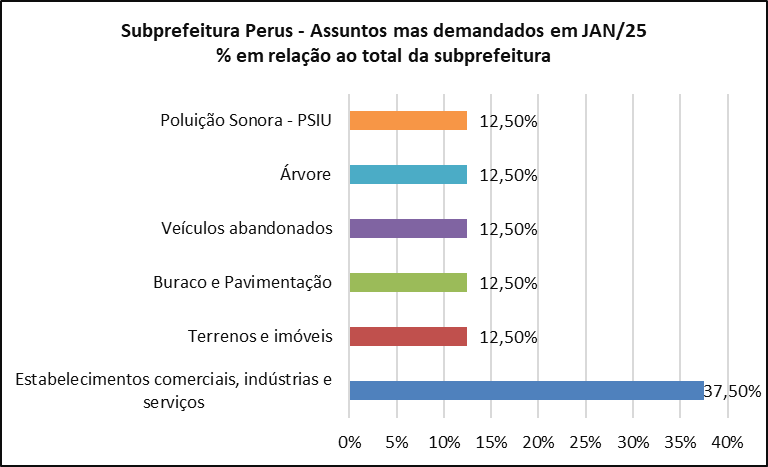 Subprefeitura Perus - Assuntos mas demandados em JAN/25
% em relação ao total da subprefeitura
Poluição Sonora - PSIU 12,50%
Árvore 12,50%
Veículos abandonados 12,50%
Buraco e Pavimentação 12,50%
Terrenos e imóveis 12,50%
Estabelecimentos comerciais, indústrias e
serviços 37,50%
0% 5% 10% 15% 20% 25% 30% 35% 40%